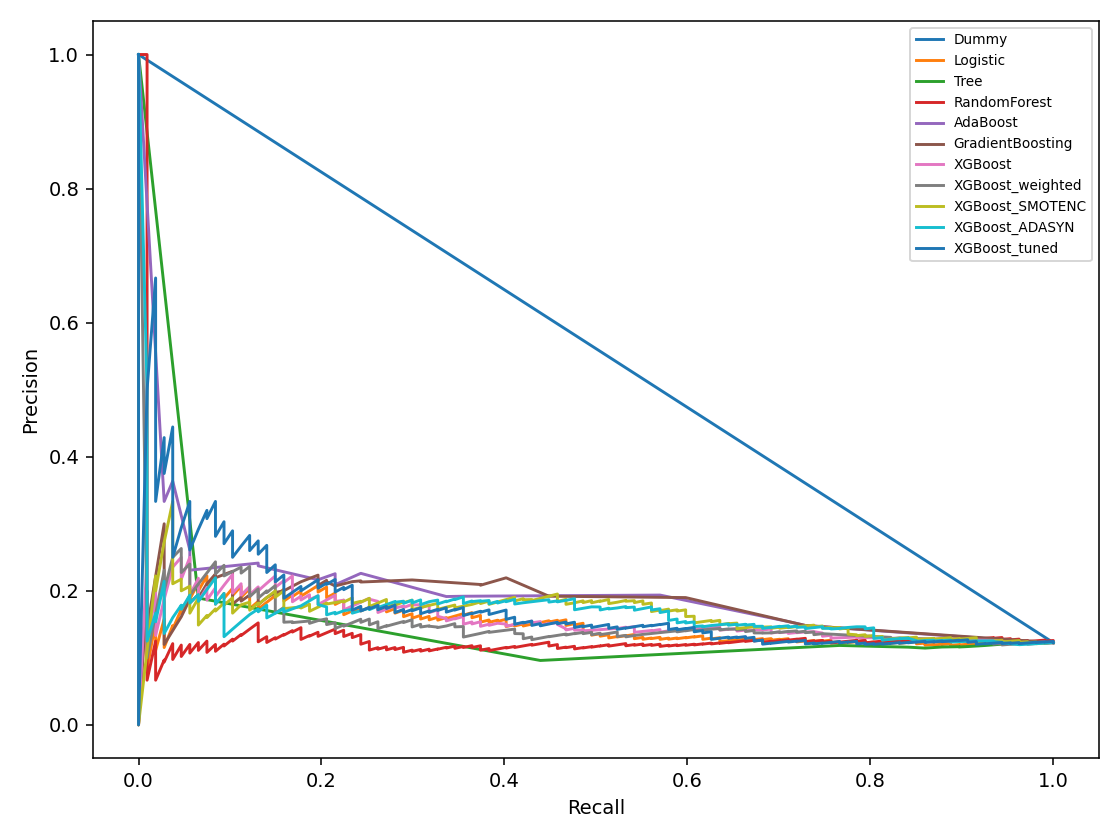 Dummy
Logistic
Tree
RandomForest
AdaBoost
GradientBoosting
XGBoost
XGBoost_weighted
XGBoost_SMOTENC
XGBoost_ADASYN
XGBoost_tuned
1.0
0.8
0.6
0.4
0.2
0.0
Precision
0.0 0.2 0.4 0.6 0.8 1.0
Recall